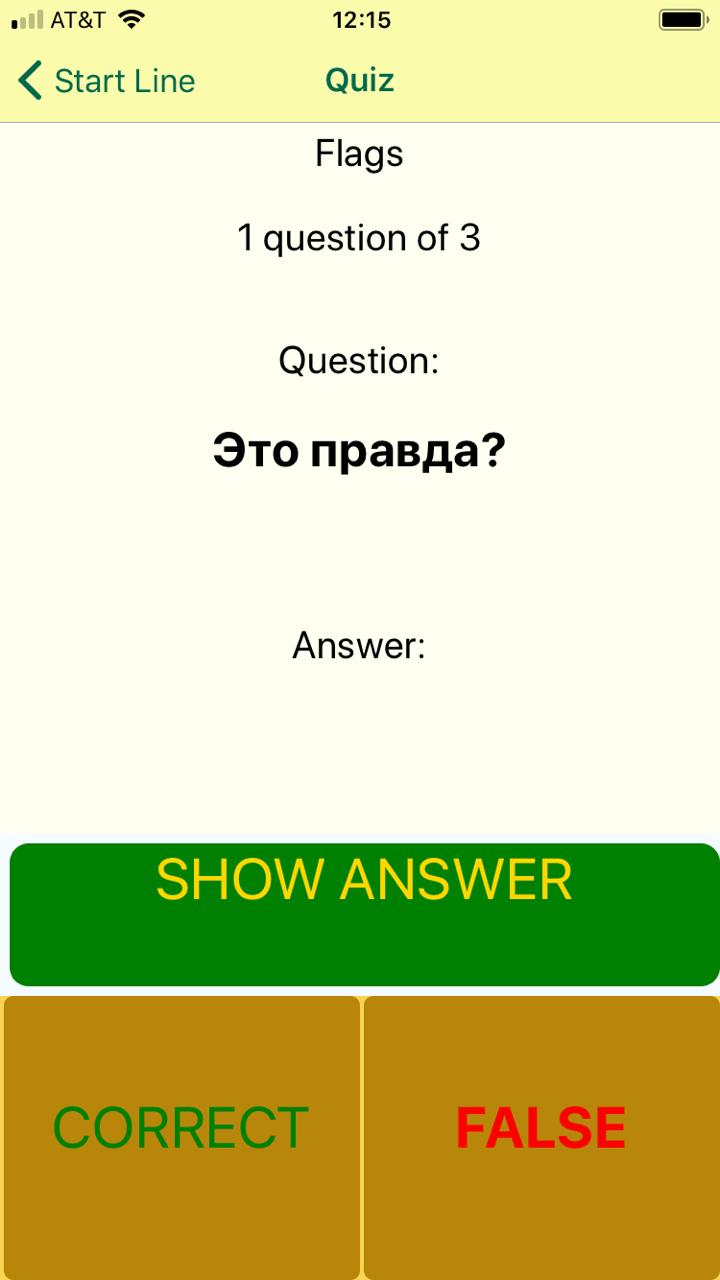 AT&T 12:15
Start Line Quiz
Flags
1 question of 3
Question:
Это правда?
Answer:
SHOW ANSWER
CORRECT FALSE